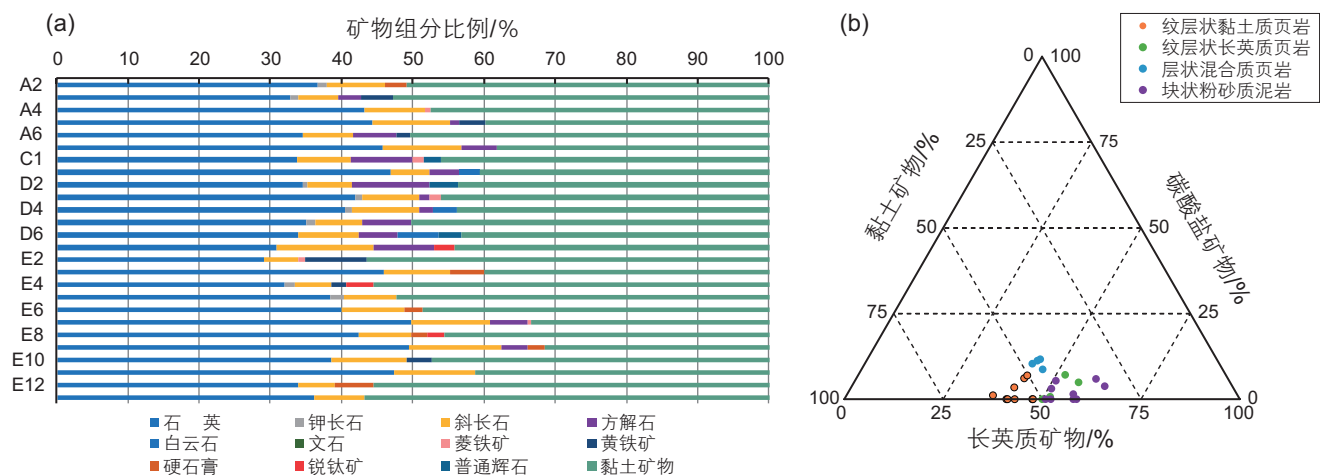 (a)
矿物组分比例/%
0 10 20 30 40 50 60 70 80 90 100
A2
A4
A6
C1
D2
D4
D6
E2
E4
E6
E8
E10
E12
石 英 钾长石 斜长石 方解石
白云石 文石 菱铁矿 黄铁矿
硬石膏 锐钛矿 普通辉石 黏土矿物
(b)
纹层状黏土质页岩
纹层状长英质页岩
层状混合质页岩
块状粉砂质泥岩
0 100
25 75
50 50
75 25
100 0
25 50 75 100
黏土矿物/%
碳酸盐矿物/%
长英质矿物/%